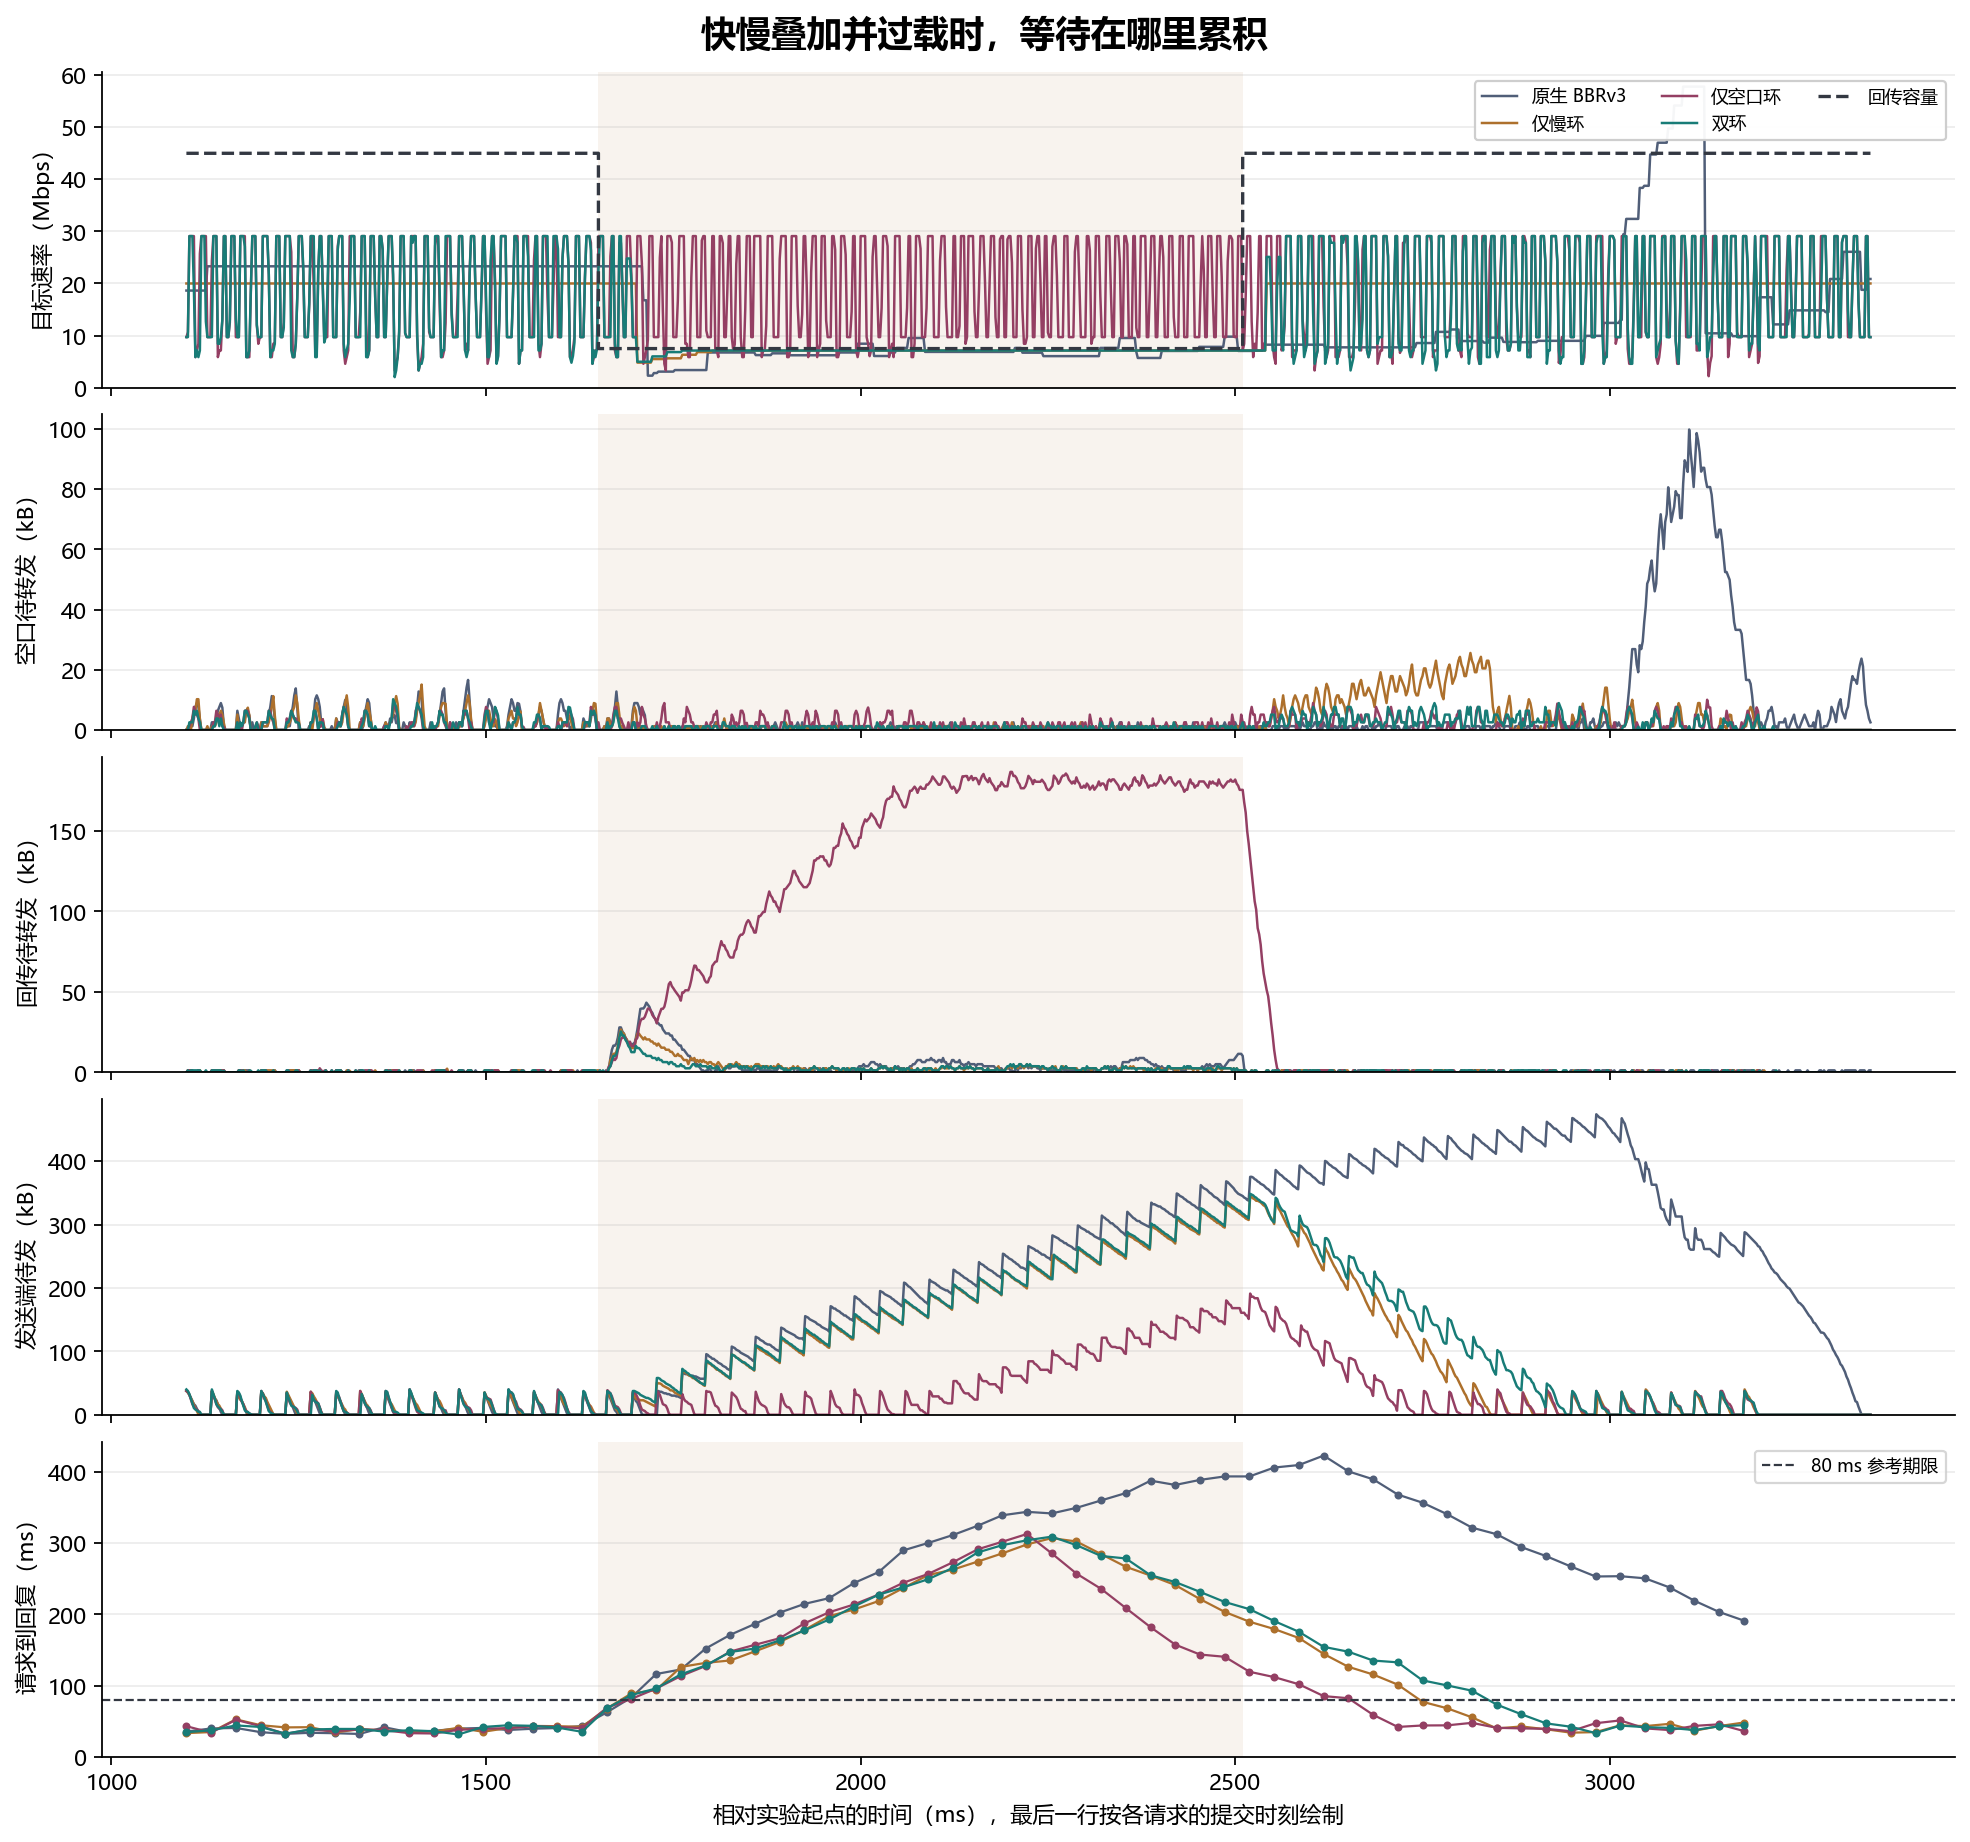 快慢叠加并过载时，等待在哪里累积
目标速率（Mbps）
60
50
40
30
20
10
0
原生 BBRv3
仅空口环
回传容量
仅慢环
双环
空口待转发（kB）
100
80
60
40
20
0
回传待转发（kB）
150
100
50
0
发送端待发（kB）
400
300
200
100
0
请求到回复（ms）
400
300
200
100
0
80 ms 参考期限
1000
1500
2000
2500
3000
相对实验起点的时间（ms），最后一行按各请求的提交时刻绘制